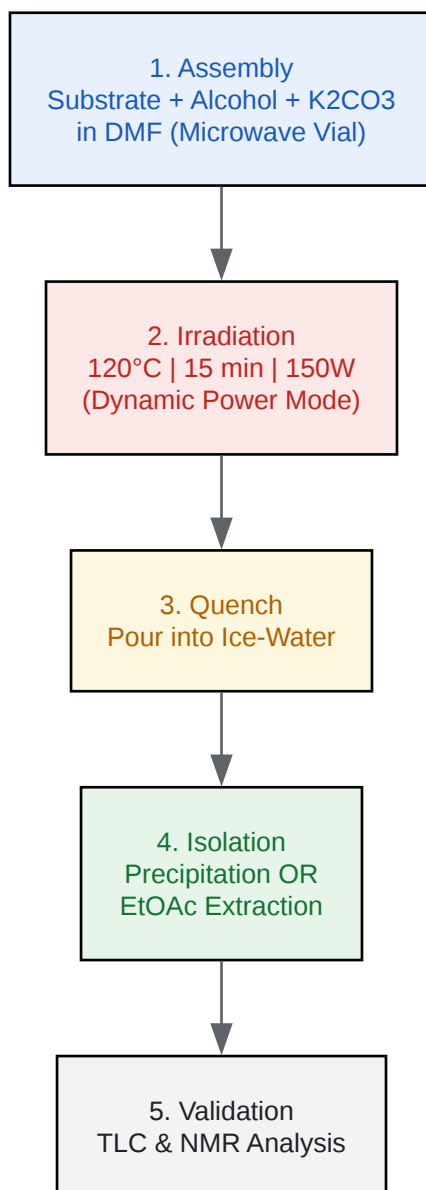 1. Assembly
Substrate + Alcohol + K2CO3
in DMF (Microwave Vial)
2. Irradiation
120°C | 15 min | 150W
(Dynamic Power Mode)
3. Quench
Pour into Ice-Water
4. Isolation
Precipitation OR
EtOAc Extraction
5. Validation
TLC & NMR Analysis